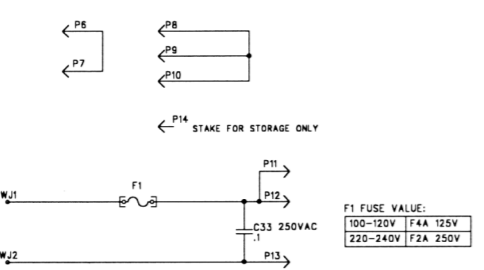 P6
P8
P9
P7
P10
P14 STAKE FOR STORAGE ONLY
P11
F1
WJ1
P12
F1 FUSE VALUE:
C33 250VAC
.1
100-120V F4A 125V
220-240V F2A 250V
WJ2
P13